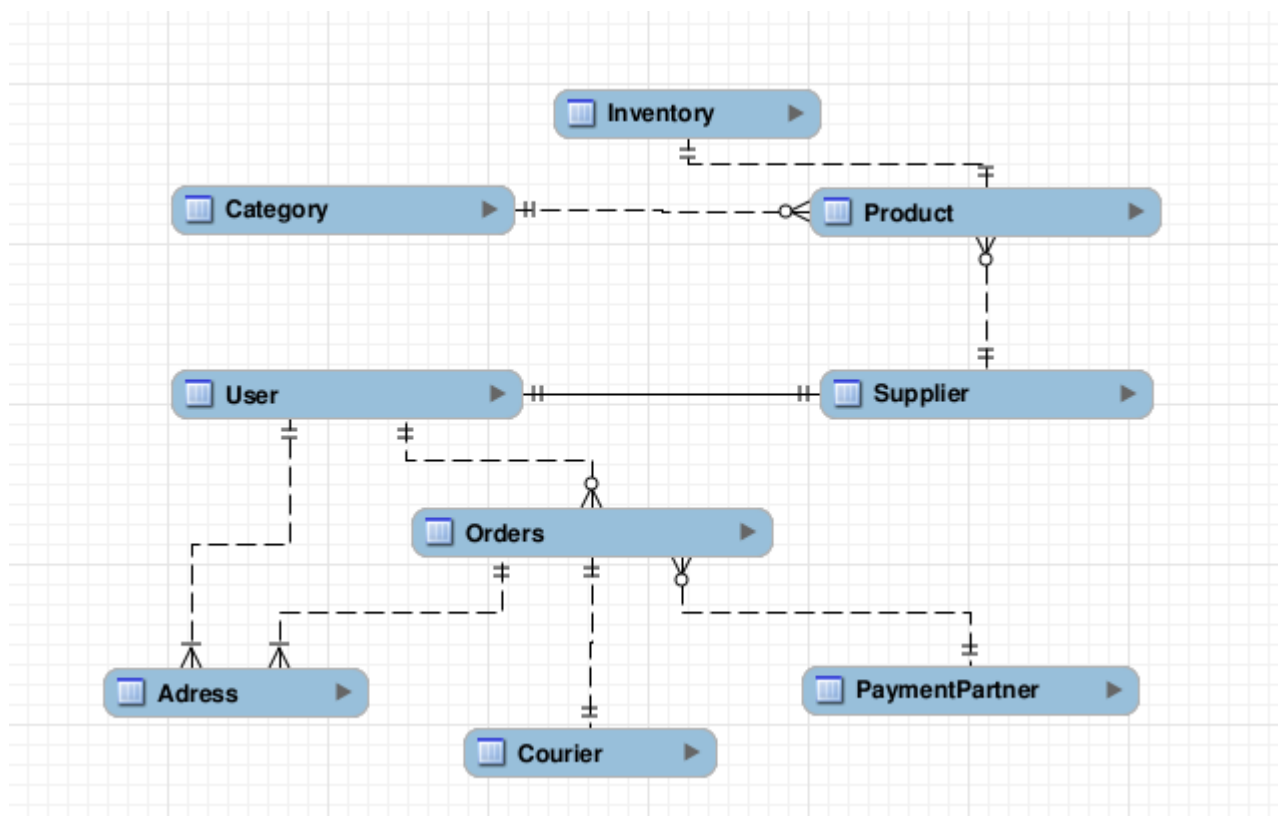 Inventory
Category
Product
User
Supplier
Orders
Adress
PaymentPartner
Courier